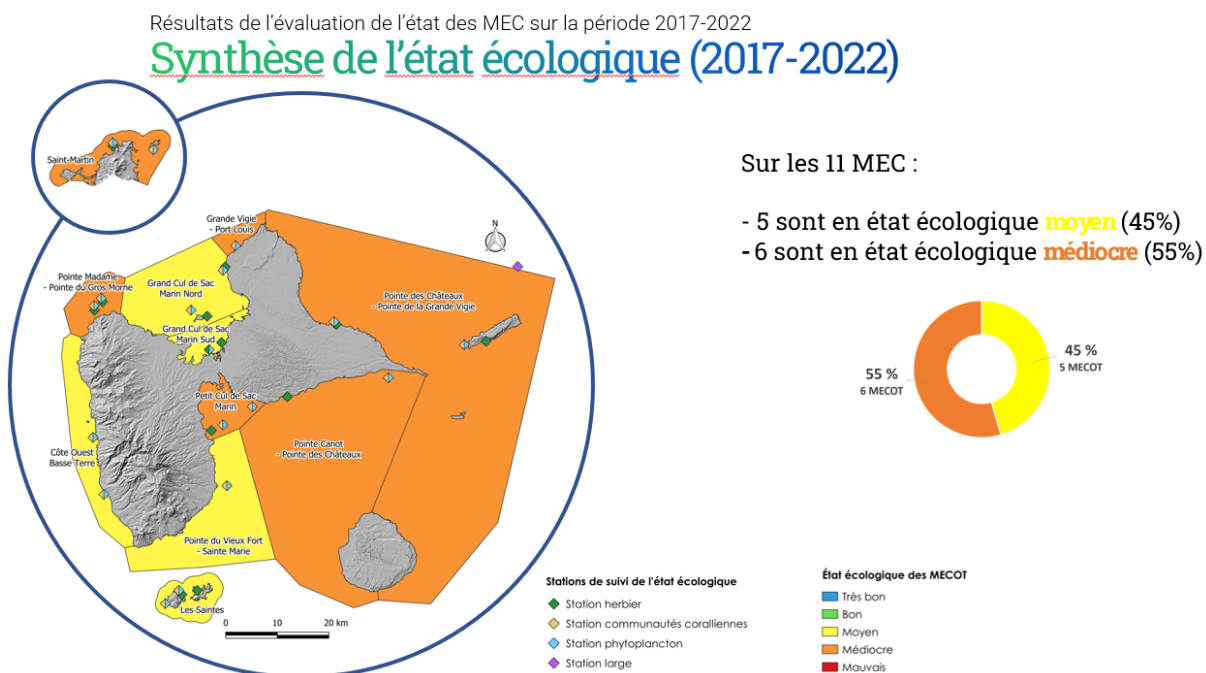 Résultats de l’évaluation de l’état des MEC sur la période 2017-2022
Synthèse de l’état écologique (2017-2022)
Saint-Martin
Grande Vigie
- Port Louis
N
Pointe Madame
- Pointe du Gros Morne
Grand Cul de Sac
Marin Nord
Pointe des Châteaux
- Pointe de la Grande Vigie
Grand Cul de Sac
Marin Sud
Petit Cul de Sac
Marin
Côte Ouest
Basse Terre
Pointe Canot
- Pointe des Châteaux
Pointe du Vieux Fort
- Sainte Marie
Les Saintes
0 10 20 km
Sur les 11 MEC :
- 5 sont en état écologique moyen (45%)
- 6 sont en état écologique médiocre (55%)
45 %
5 MECOT
55 %
6 MECOT
Stations de suivi de l'état écologique
Station herbier
Station communautés coralliennes
Station phytoplancton
Station large
État écologique des MECOT
Très bon
Bon
Moyen
Médiocre
Mauvais